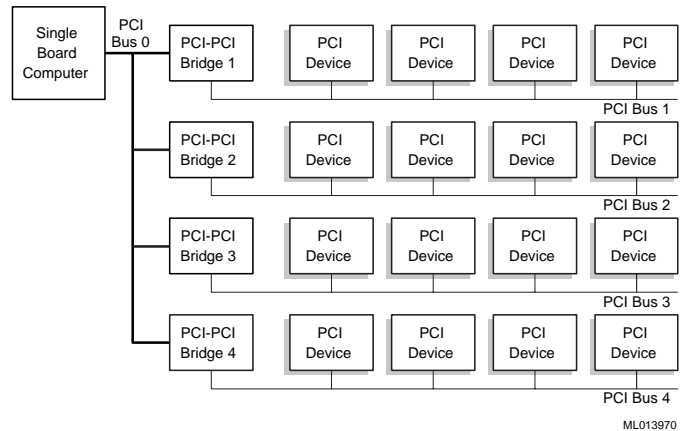 Single
Board
Computer
PCI
Bus 0
PCI-PCI
Bridge 1
PCI
Device
PCI
Device
PCI
Device
PCI
Device
PCI Bus 1
PCI-PCI
Bridge 2
PCI
Device
PCI
Device
PCI
Device
PCI
Device
PCI Bus 2
PCI-PCI
Bridge 3
PCI
Device
PCI
Device
PCI
Device
PCI
Device
PCI Bus 3
PCI-PCI
Bridge 4
PCI
Device
PCI
Device
PCI
Device
PCI
Device
PCI Bus 4
ML013970